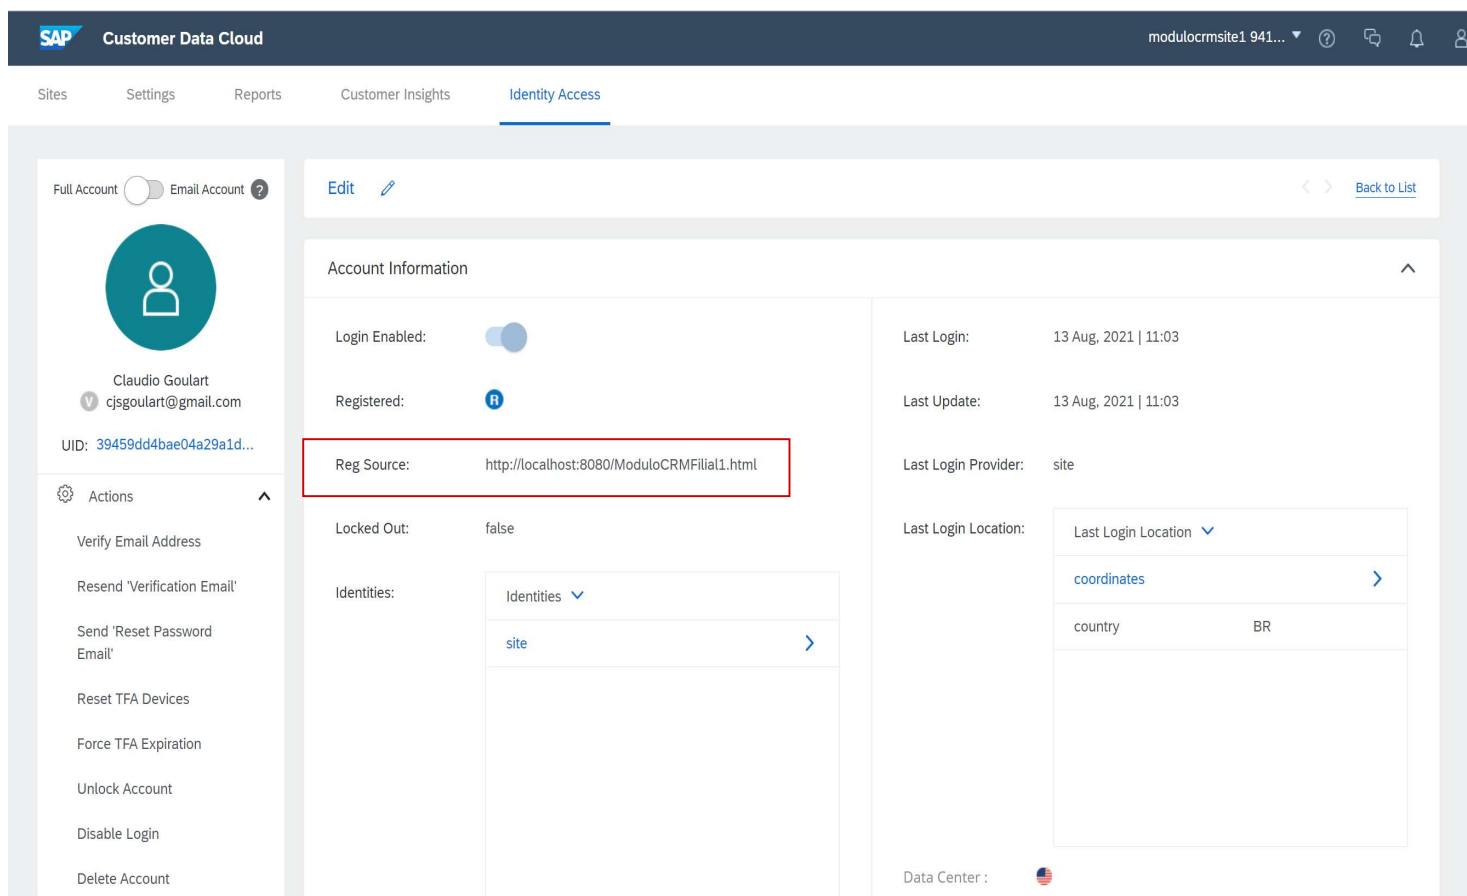 SAP Customer Data Cloud
modulocrmsite1 941... ?
Sites Settings Reports Customer Insights Identity Access
Full Account Email Account ?
Claudio Goulart
V cjsgoulart@gmail.com
UID: 39459dd4bae04a29a1d...
Actions
Verify Email Address
Resend 'Verification Email'
Send 'Reset Password
Email'
Reset TFA Devices
Force TFA Expiration
Unlock Account
Disable Login
Delete Account
Edit
Back to List
Account Information
Login Enabled:
Registered: R
Reg Source: http://localhost:8080/ModuloCRMFilial1.html
Locked Out: false
Identities:
Identities
site
Last Login: 13 Aug, 2021 | 11:03
Last Update: 13 Aug, 2021 | 11:03
Last Login Provider: site
Last Login Location:
Last Login Location
coordinates
country BR
Data Center :